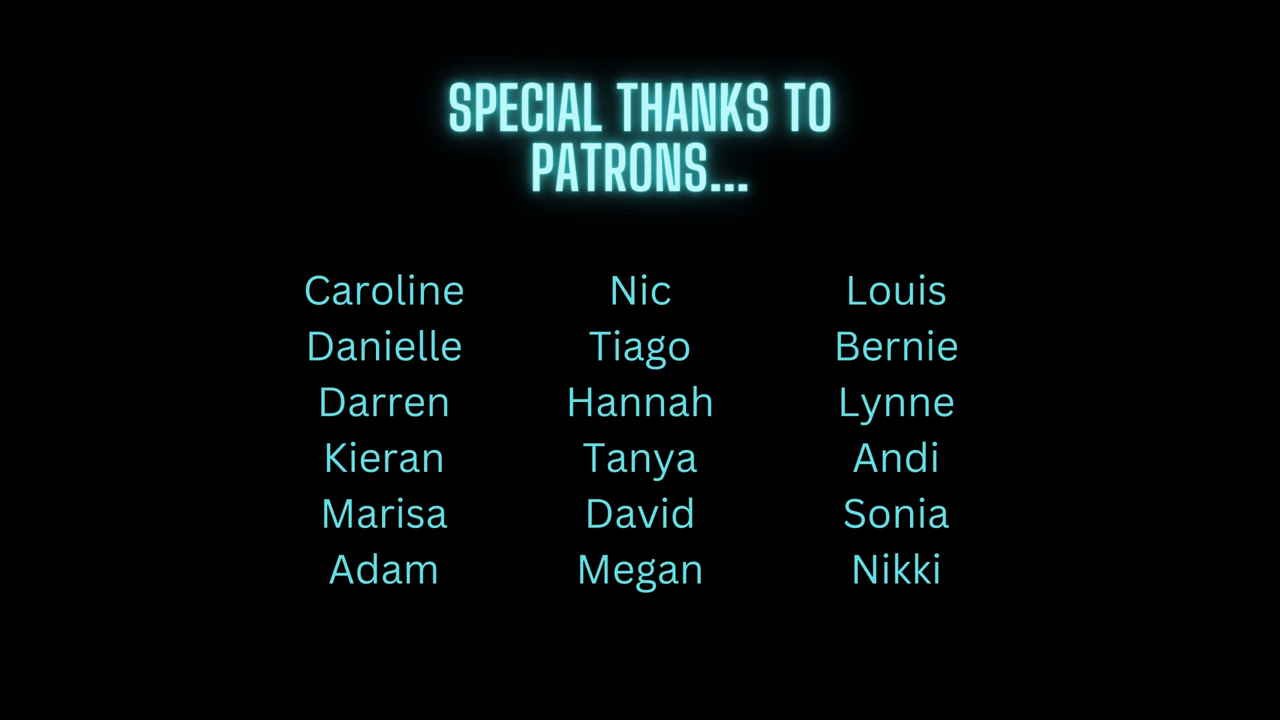 SPECIAL THANKS TO
PATRONS...
Caroline
Danielle
Darren
Kieran
Marisa
Adam
Nic
Tiago
Hannah
Tanya
David
Megan
Louis
Bernie
Lynne
Andi
Sonia
Nikki